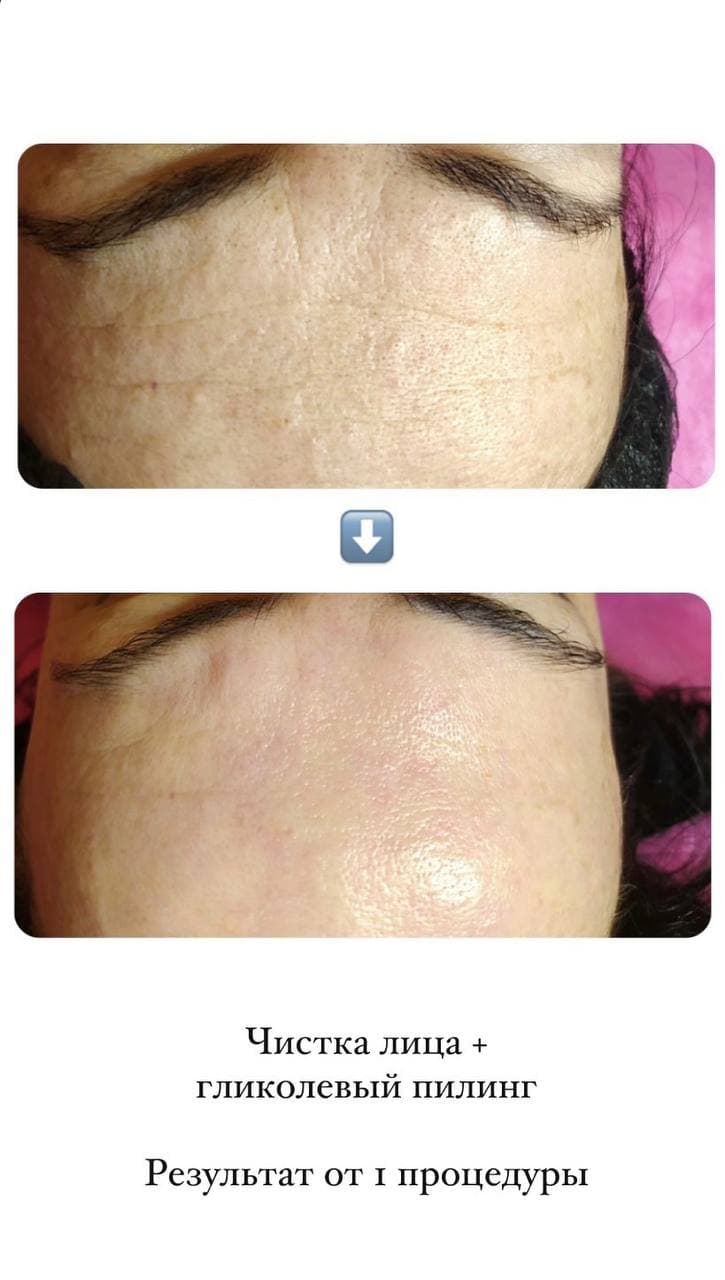 Чистка лица +
гликолевый пилинг
Результат от 1 процедуры